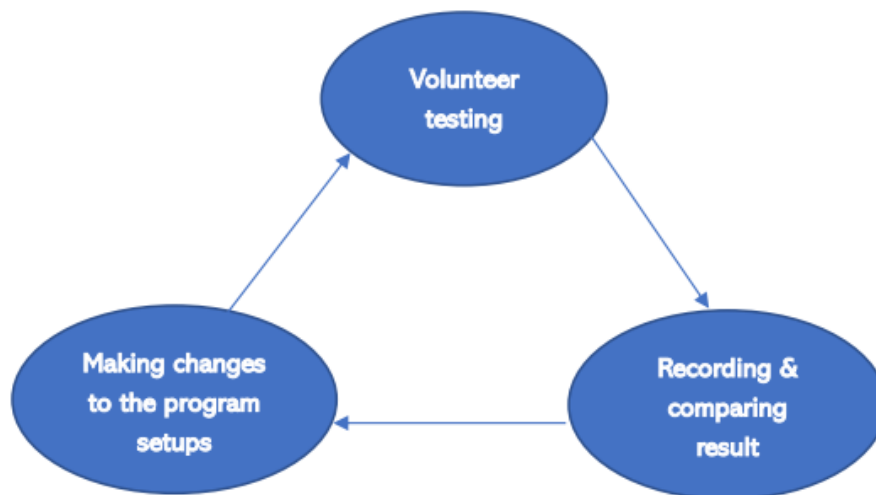 Volunteer
testing
Making changes
to the program
setups
Recording &
comparing
result